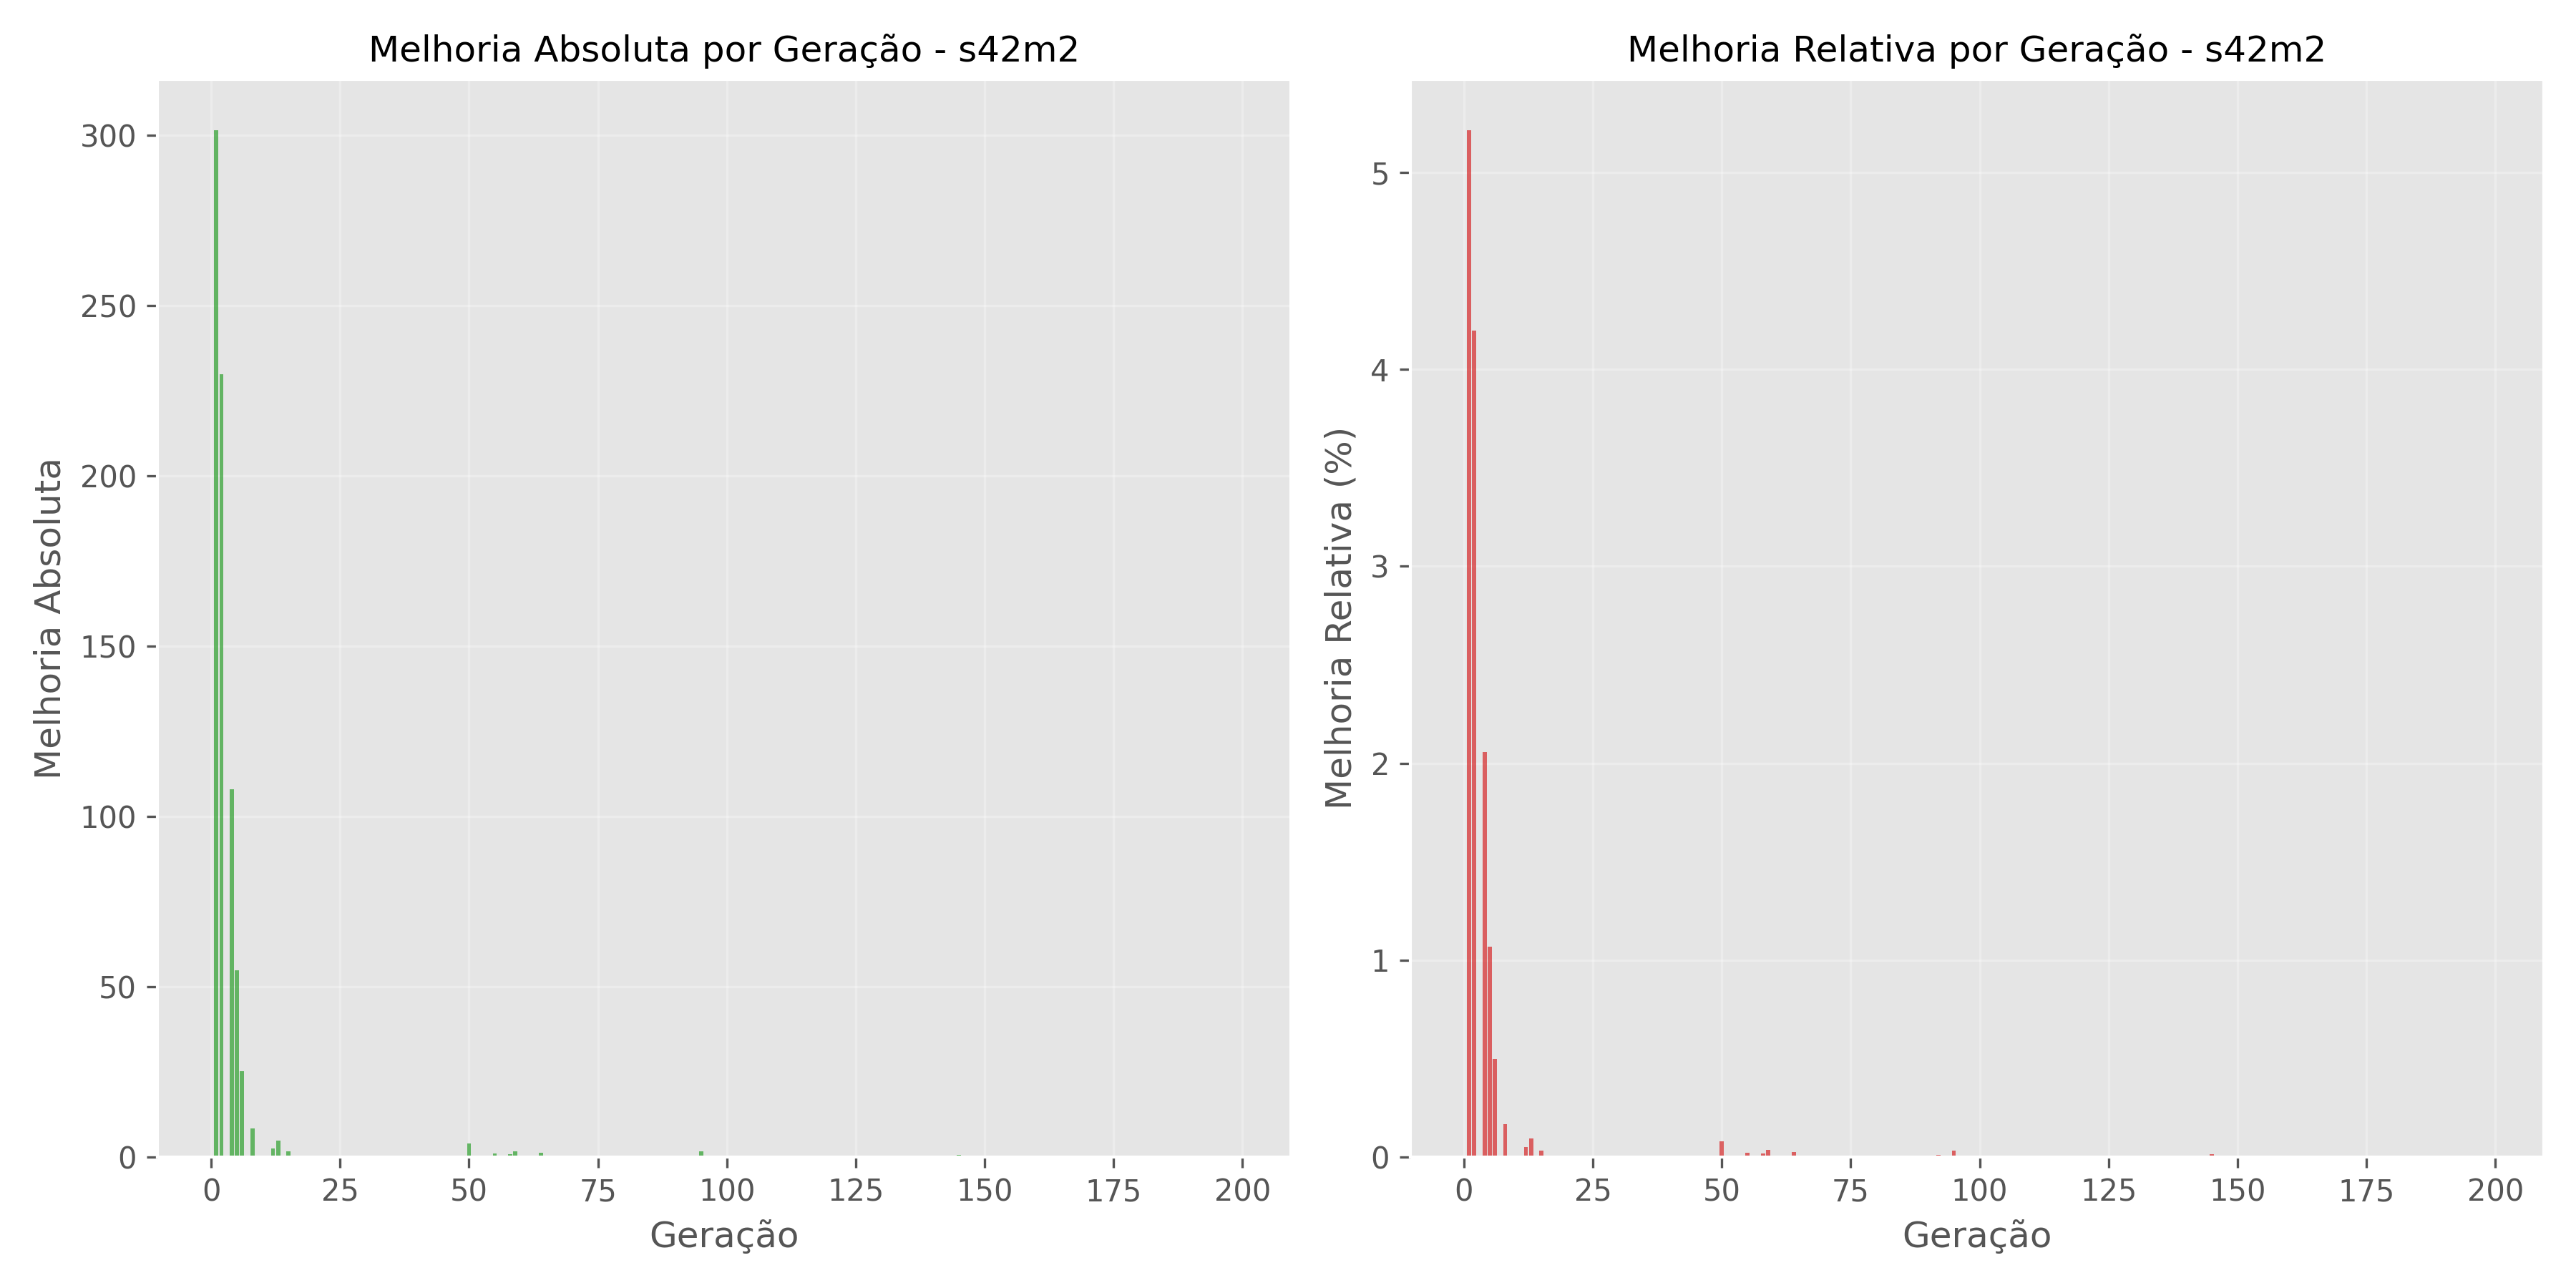 Melhoria Absoluta por Geração - s42m2
300
250
200
150
100
50
0
Melhoria Absoluta
0 25 50 75 100 125 150 175 200
Geração
Melhoria Relativa por Geração - s42m2
5
4
3
2
1
0
Melhoria Relativa (%)
0 25 50 75 100 125 150 175 200
Geração